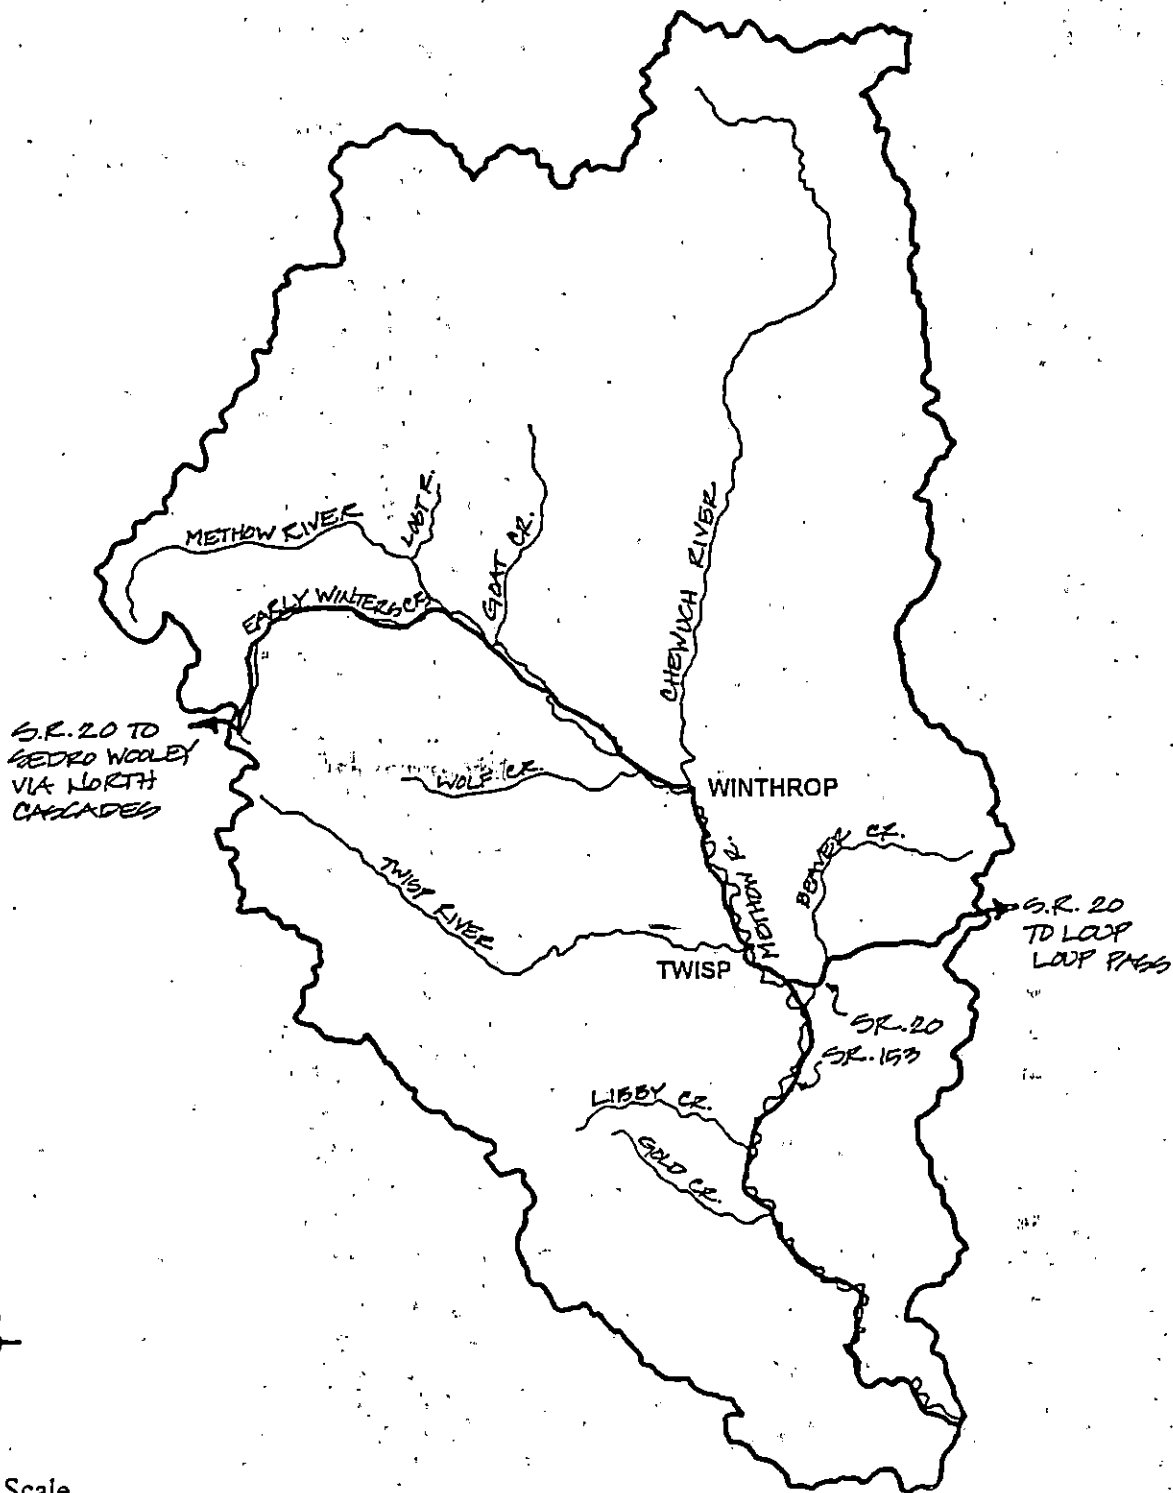 METHOW RIVER
LOST R.
GOAT CR.
EARLY WINTERS CR.
CHEWUCH RIVER
S.R. 20 TO
SEDRO WOOLEY
VIA NORTH
CASCADES
WOLF CR.
WINTHROP
TWISP RIVER
METHOW R.
BEAVER CR.
S.R. 20
TO LOUP
LOUP PASS
TWISP
SR. 20
SR. 153
LIBBY CR.
GOLD CR.
Scale